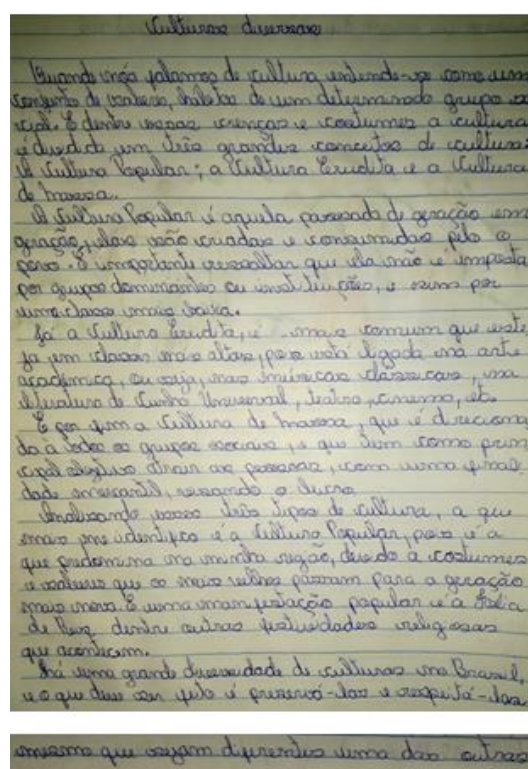 Culturas diversas
Quando nós falamos de cultura entende-se como um
conjunto de saberes, hábitos de um determinado grupo so
cial. E dentre essas crenças e costumes a cultura
é dividida em três grandes conceitos de cultura:
A Cultura Popular; a Cultura Erudita e a Cultura
de massa.
A Cultura Popular é aquela passada de geração em
geração, elas são criadas e consumidas pelo o
povo. É importante ressaltar que ela não é imposta
por grupos dominantes ou instituições, e sim por
uma classe mais baixa.
Já a Cultura Erudita, é mais comum que este
ja em classes mais altas, pois está ligada na arte
acadêmica, ou seja, nas músicas clássicas, na
literatura de Cunho Universal, teatro, cinema, etc.
E por fim a Cultura de massa, que é direciona
da à todos os grupos sociais, e que tem como prin
cipal objetivo atrair as pessoas, com uma finali
dade mercantil, visando o lucro.
Analisando esses três tipos de cultura, a que
mais me identifico é a Cultura Popular, pois é a
que predomina na minha região, devido à costumes
e saberes que os mais velhos passam para a geração
mais nova. E uma manifestação popular é a Folia
de Reis, dentre outras festividades religiosas
que acontecem.
Há uma grande diversidade de culturas no Brasil,
e o que deve ser feito é preservá-las e respeitá-las
mesmo que sejam diferentes uma das outras